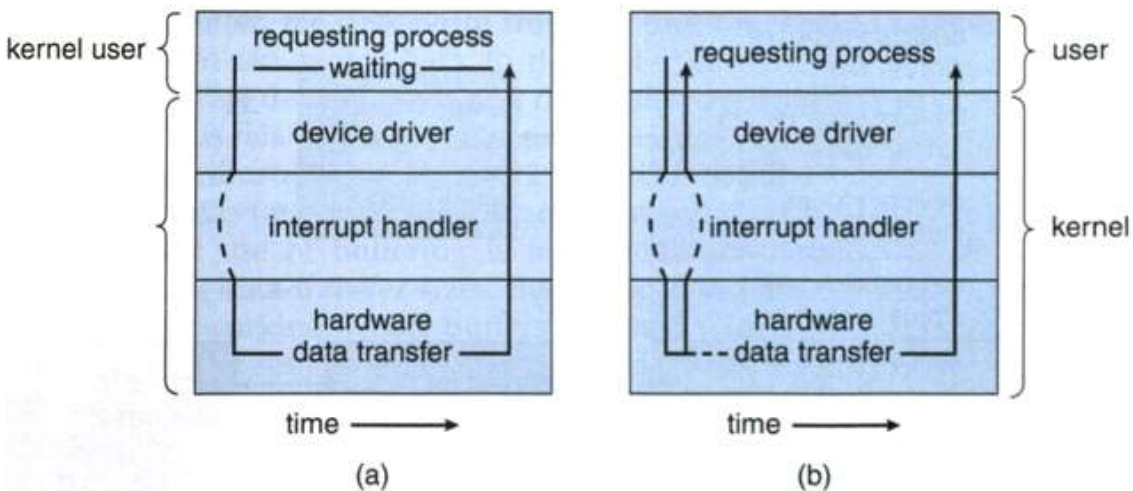 kernel user
requesting process
waiting
device driver
interrupt handler
hardware
data transfer
time
(a)
requesting process
user
device driver
interrupt handler
kernel
hardware
data transfer
time
(b)